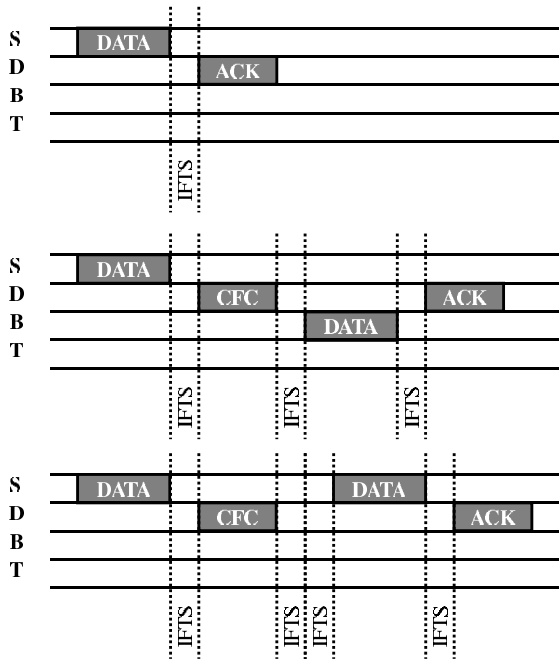 S DATA
D ACK
B
T
IFTS
S DATA
D CFC ACK
B DATA
T
IFTS IFTS IFTS
S DATA DATA
D CFC ACK
B
T
IFTS IFTS IFTS IFTS